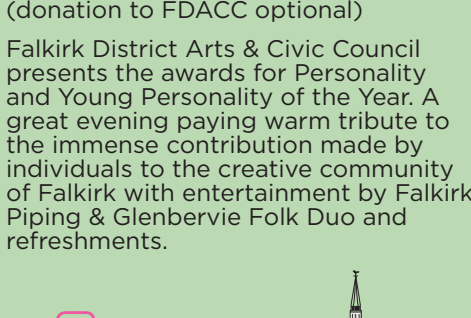 (donation to FDACC optional)
Falkirk District Arts & Civic Council
presents the awards for Personality
and Young Personality of the Year. A
great evening paying warm tribute to
the immense contribution made by
individuals to the creative community
of Falkirk with entertainment by Falkirk
Piping & Glenbervie Folk Duo and
refreshments.